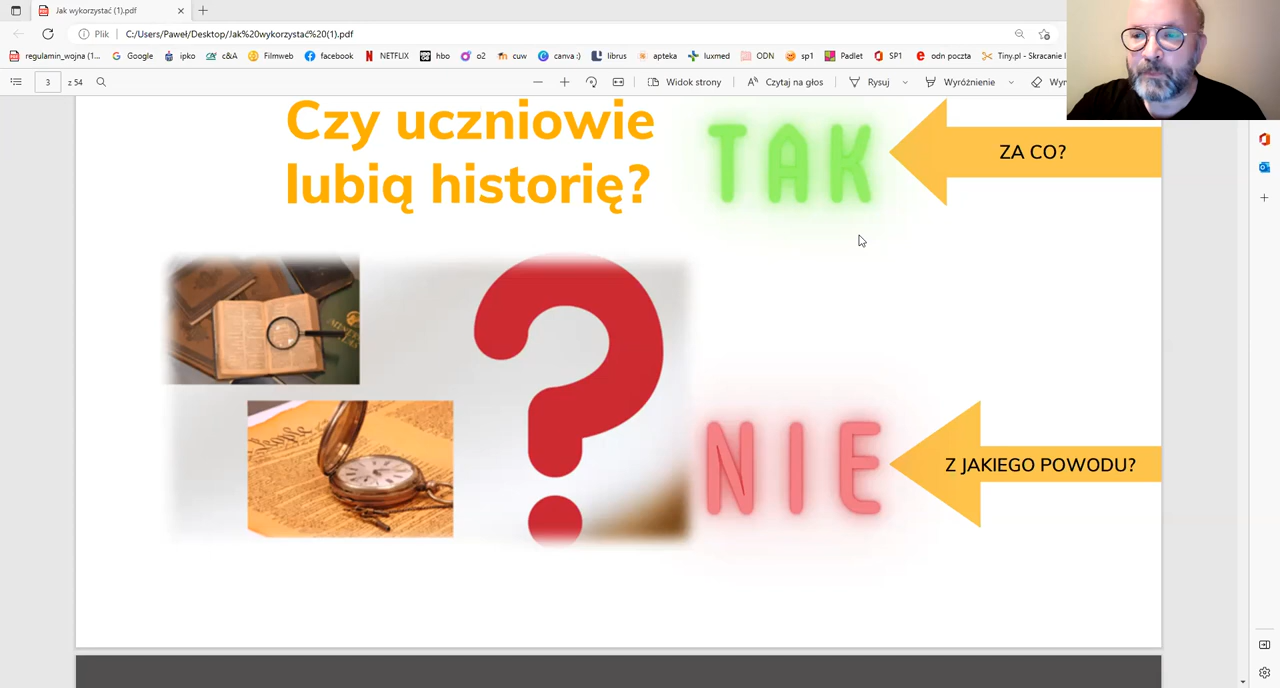 Jak wykorzystać (1).pdf
Plik
C:/Users/Paweł/Desktop/Jak%20wykorzystać%20(1).pdf
regulamin_wojna (1...
Google
ipko
c&A
Filmweb
facebook
NETFLIX
hbo
o2
cuw
canva :)
librus
apteka
luxmed
ODN
sp1
Padlet
SP1
odn poczta
Tiny.pl - Skracanie l
3
z 54
Widok strony
Czytaj na głos
Rysuj
Wyróżnienie
Czy uczniowie
lubią historię?
TAK
ZA CO?
NIE
Z JAKIEGO POWODU?